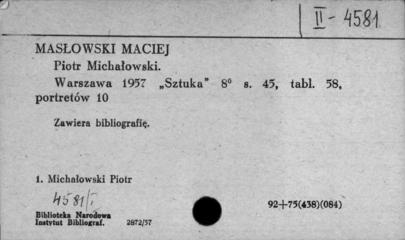 II-4581
MASŁOWSKI MACIEJ
Piotr Michałowski.
Warszawa 1957 „Sztuka" 8° s. 45, tabl. 58,
portretów 10
Zawiera bibliografię.
1. Michałowski Piotr
4581/I
92+75(438)(084)
Biblioteka Narodowa
Instytut Bibliograf. 2872/57